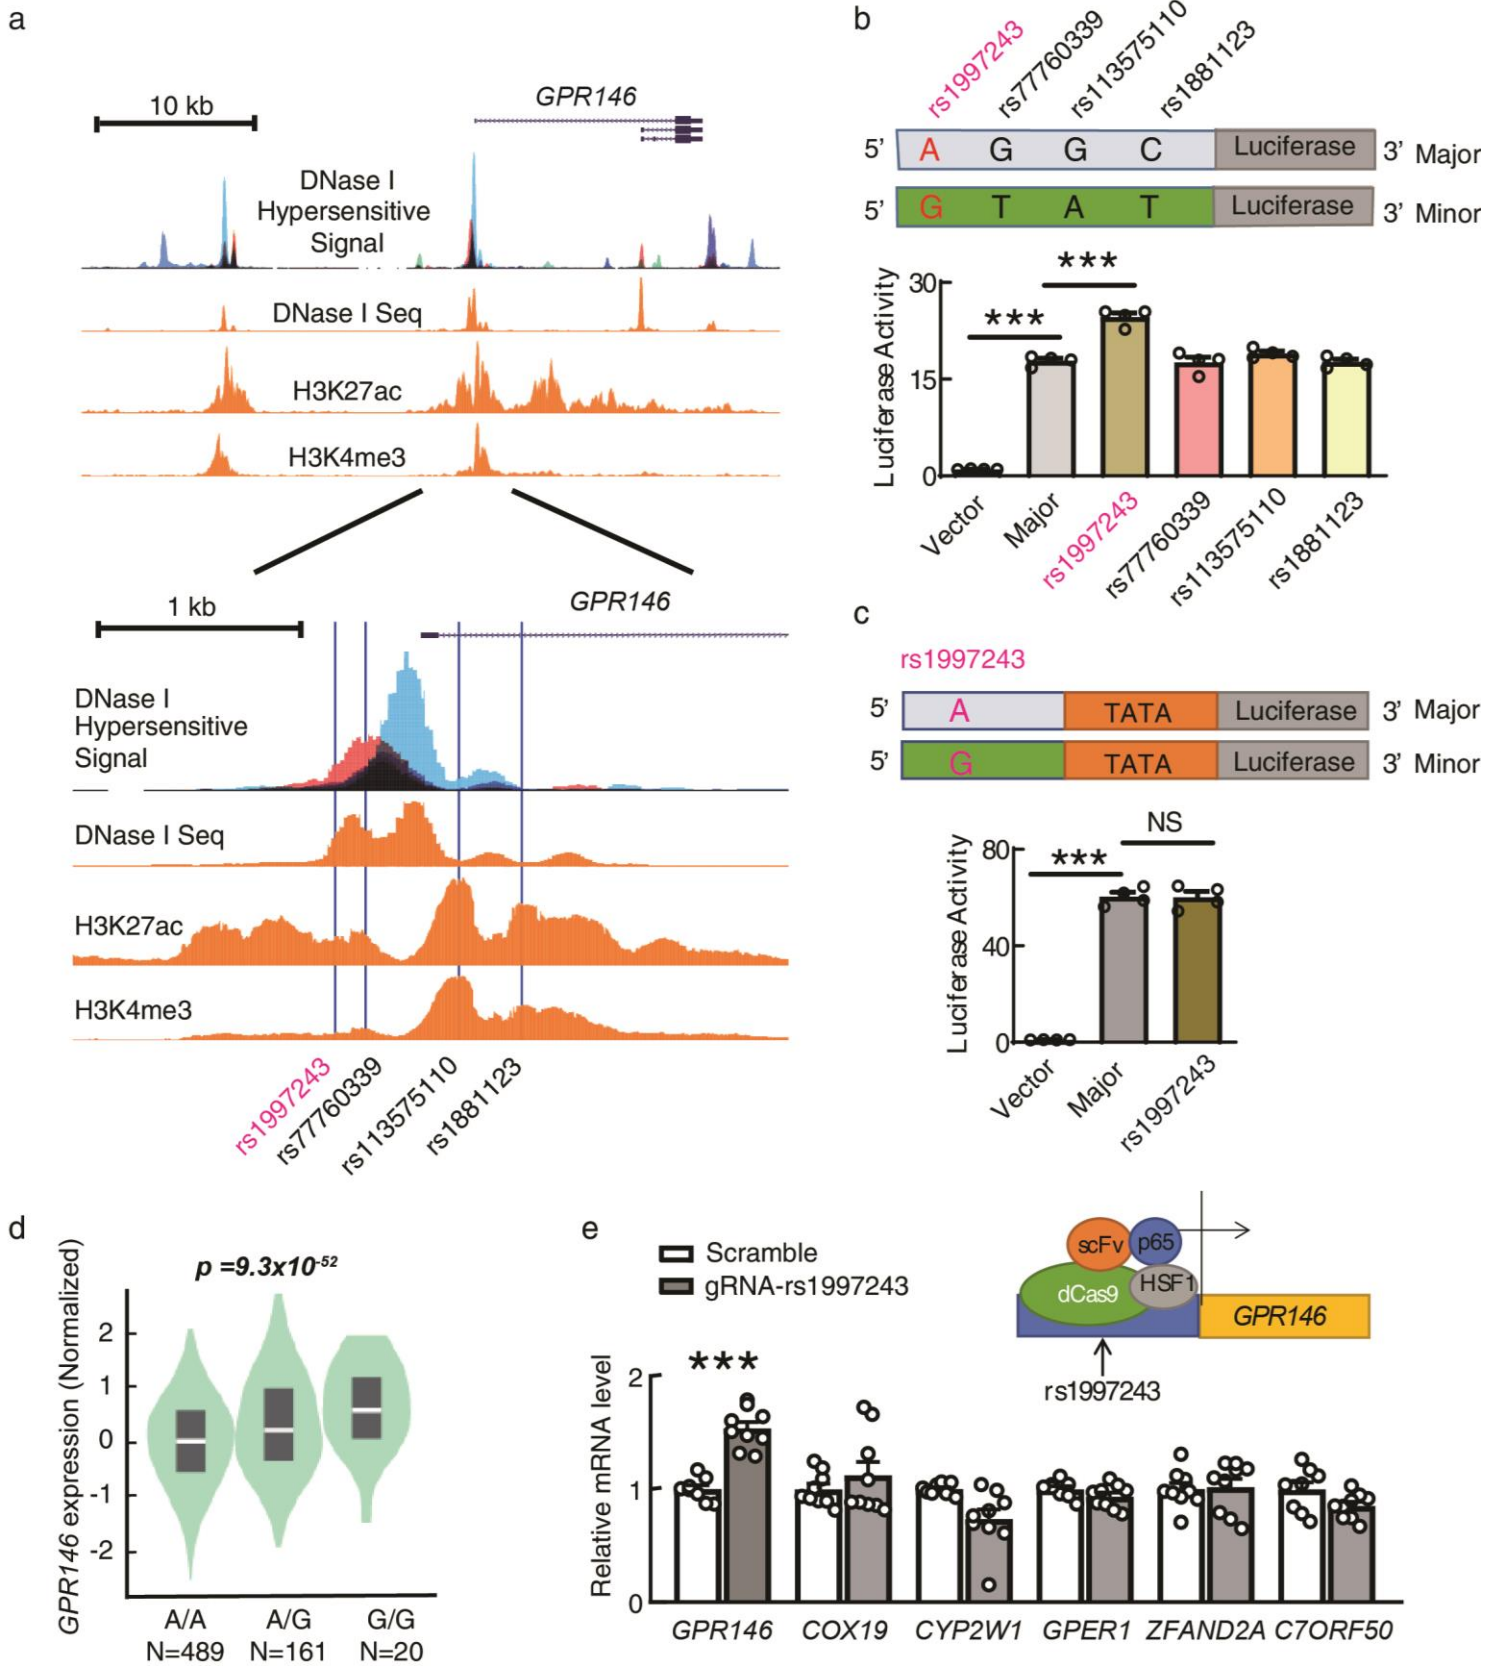 a
10 kb
GPR146
DNase I
Hypersensitive
Signal
DNase I Seq
H3K27ac
H3K4me3
1 kb
GPR146
DNase I
Hypersensitive
Signal
DNase I Seq
H3K27ac
H3K4me3
rs1997243
rs77760339
rs113575110
rs1881123
b
rs1997243
rs77760339
rs113575110
rs1881123
5’ A G G C Luciferase 3’ Major
5’ G T A T Luciferase 3’ Minor
Luciferase Activity
30
15
0
***
***
Vector
Major
rs1997243
rs77760339
rs113575110
rs1881123
c
rs1997243
5’ A TATA Luciferase 3’ Major
5’ G TATA Luciferase 3’ Minor
Luciferase Activity
80
40
0
***
NS
Vector
Major
rs1997243
d
p =9.3x10-52
GPR146 expression (Normalized)
2
1
0
-1
-2
A/A A/G G/G
N=489 N=161 N=20
e
Scramble
gRNA-rs1997243
scFv
p65
dCas9
HSF1
GPR146
rs1997243
Relative mRNA level
2
1
0
***
GPR146 COX19 CYP2W1 GPER1 ZFAND2A C7ORF50